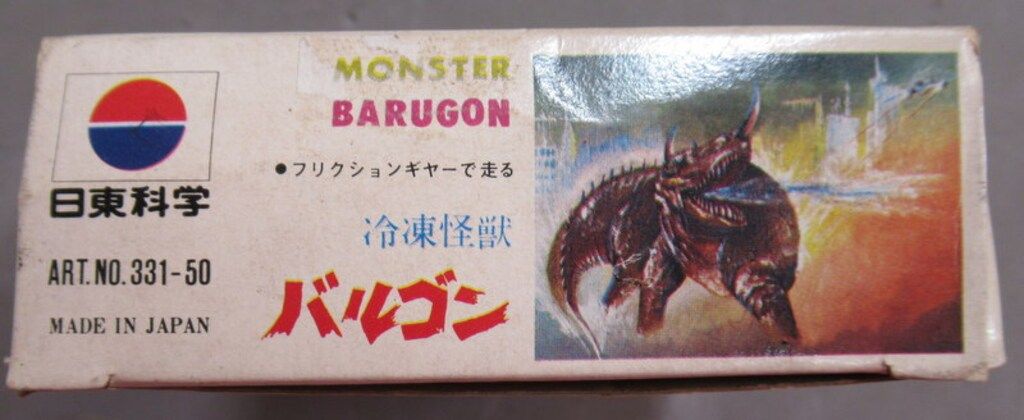 日東科学
ART.NO.331-50
MADE IN JAPAN
MONSTER
BARUGON
●フリクションギヤーで走る
冷凍怪獣
バルゴン